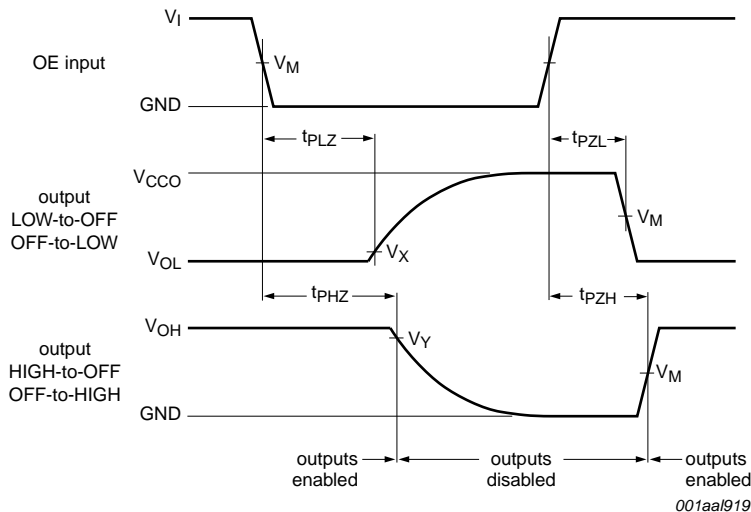 VI
OE input
VM
GND
tPLZ
tPZL
VCCO
output
LOW-to-OFF
OFF-to-LOW
VM
VX
VOL
tPHZ
tPZH
VOH
VY
output
HIGH-to-OFF
OFF-to-HIGH
VM
GND
outputs
enabled
outputs
disabled
outputs
enabled
001aal919